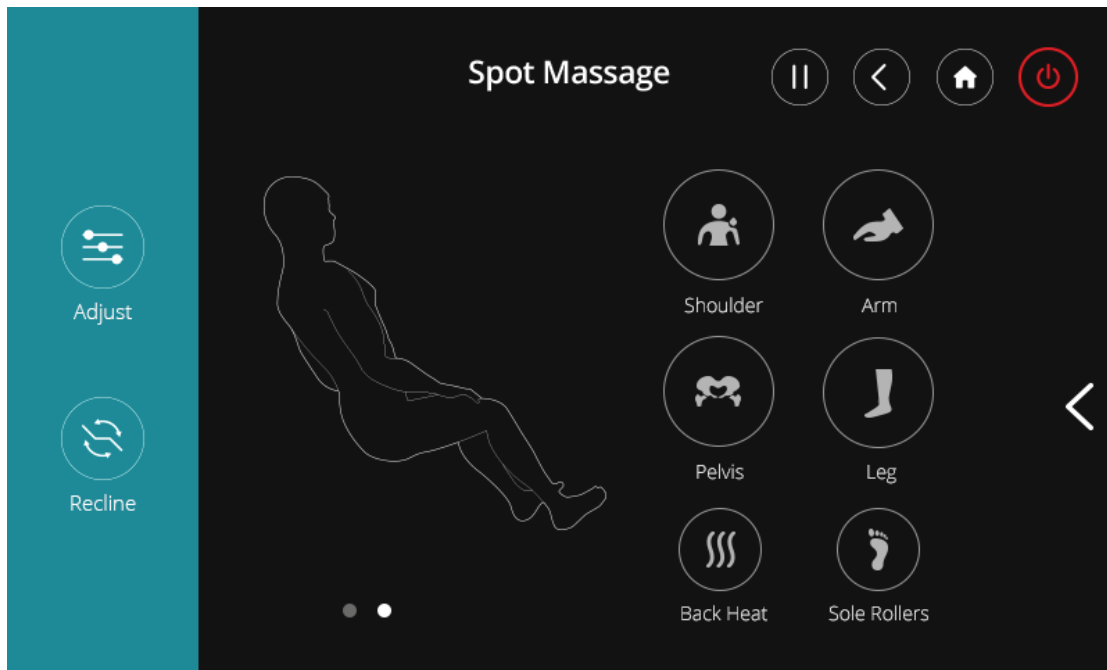 Spot Massage
Adjust
Recline
Shoulder
Arm
Pelvis
Leg
Back Heat
Sole Rollers